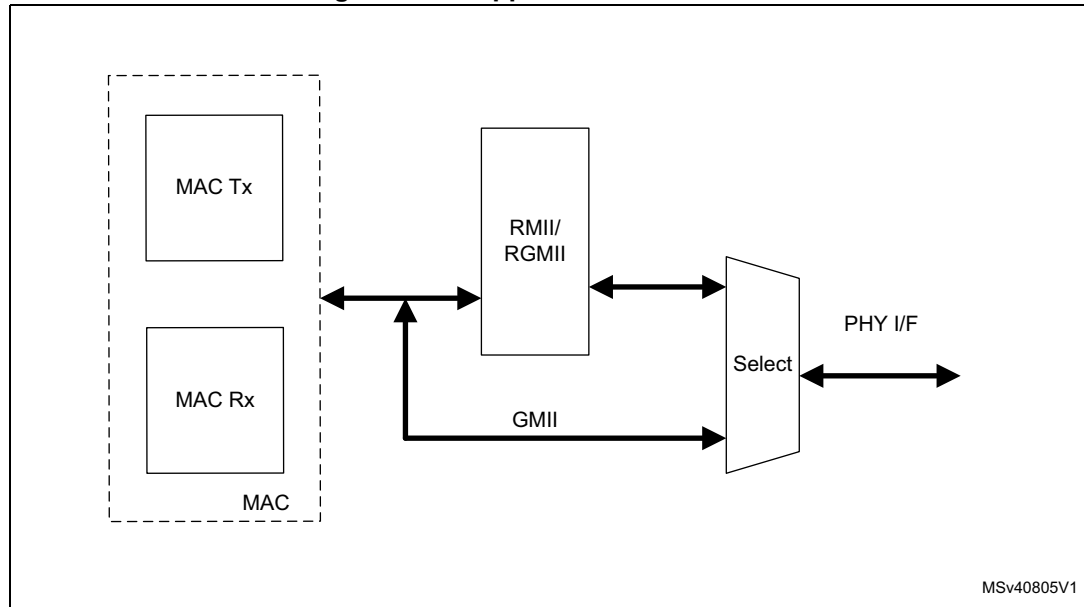 MAC Tx
RMII/
RGMII
PHY I/F
Select
MAC Rx
GMII
MAC
MSv40805V1